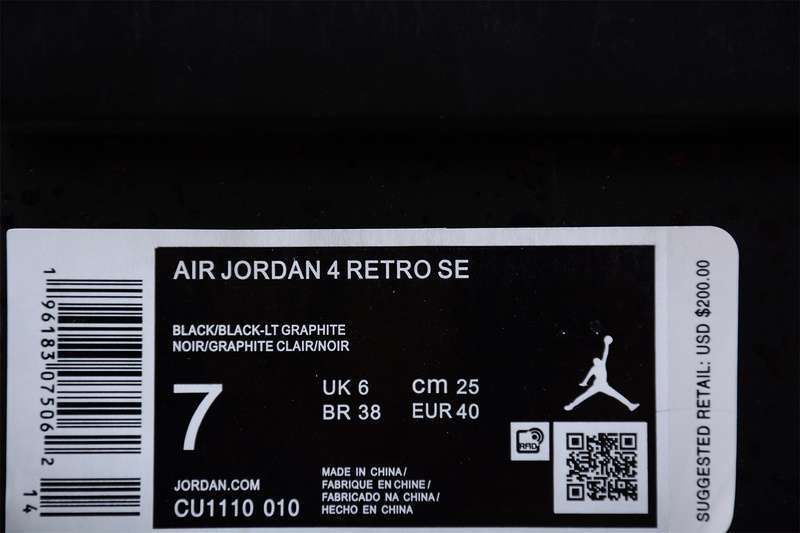 AIR JORDAN 4 RETRO SE
BLACK/BLACK-LT GRAPHITE
NOIR/GRAPHITE CLAIR/NOIR
7
UK 6 cm 25
BR 38 EUR 40
RFID
JORDAN.COM
CU1110 010
MADE IN CHINA/
FABRIQUE EN CHINE/
FABRICADO NA CHINA/
HECHO EN CHINA
1 96183 07506 2
14
SUGGESTED RETAIL: USD $200.00